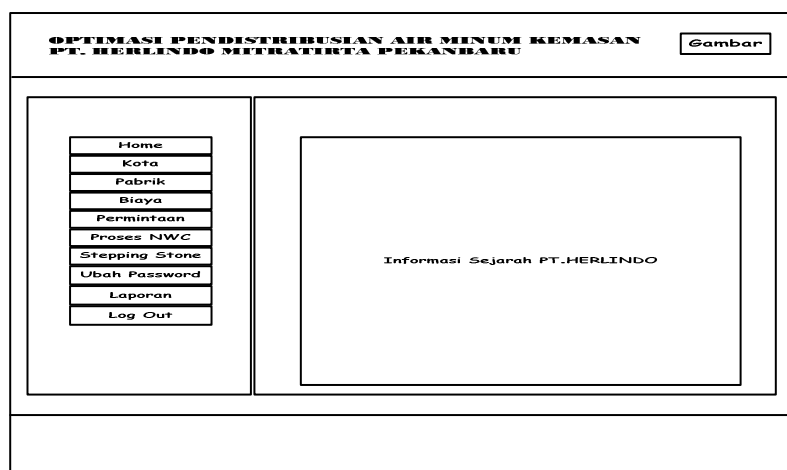 OPTIMASI PENDISTRIBUSIAN AIR MINUM KEMASAN
PT. HERLINDO MITRATIRTA PEKANBARU
Gambar
Home
Kota
Pabrik
Biaya
Permintaan
Proses NWC
Stepping Stone
Ubah Password
Laporan
Log Out
Informasi Sejarah PT.HERLINDO